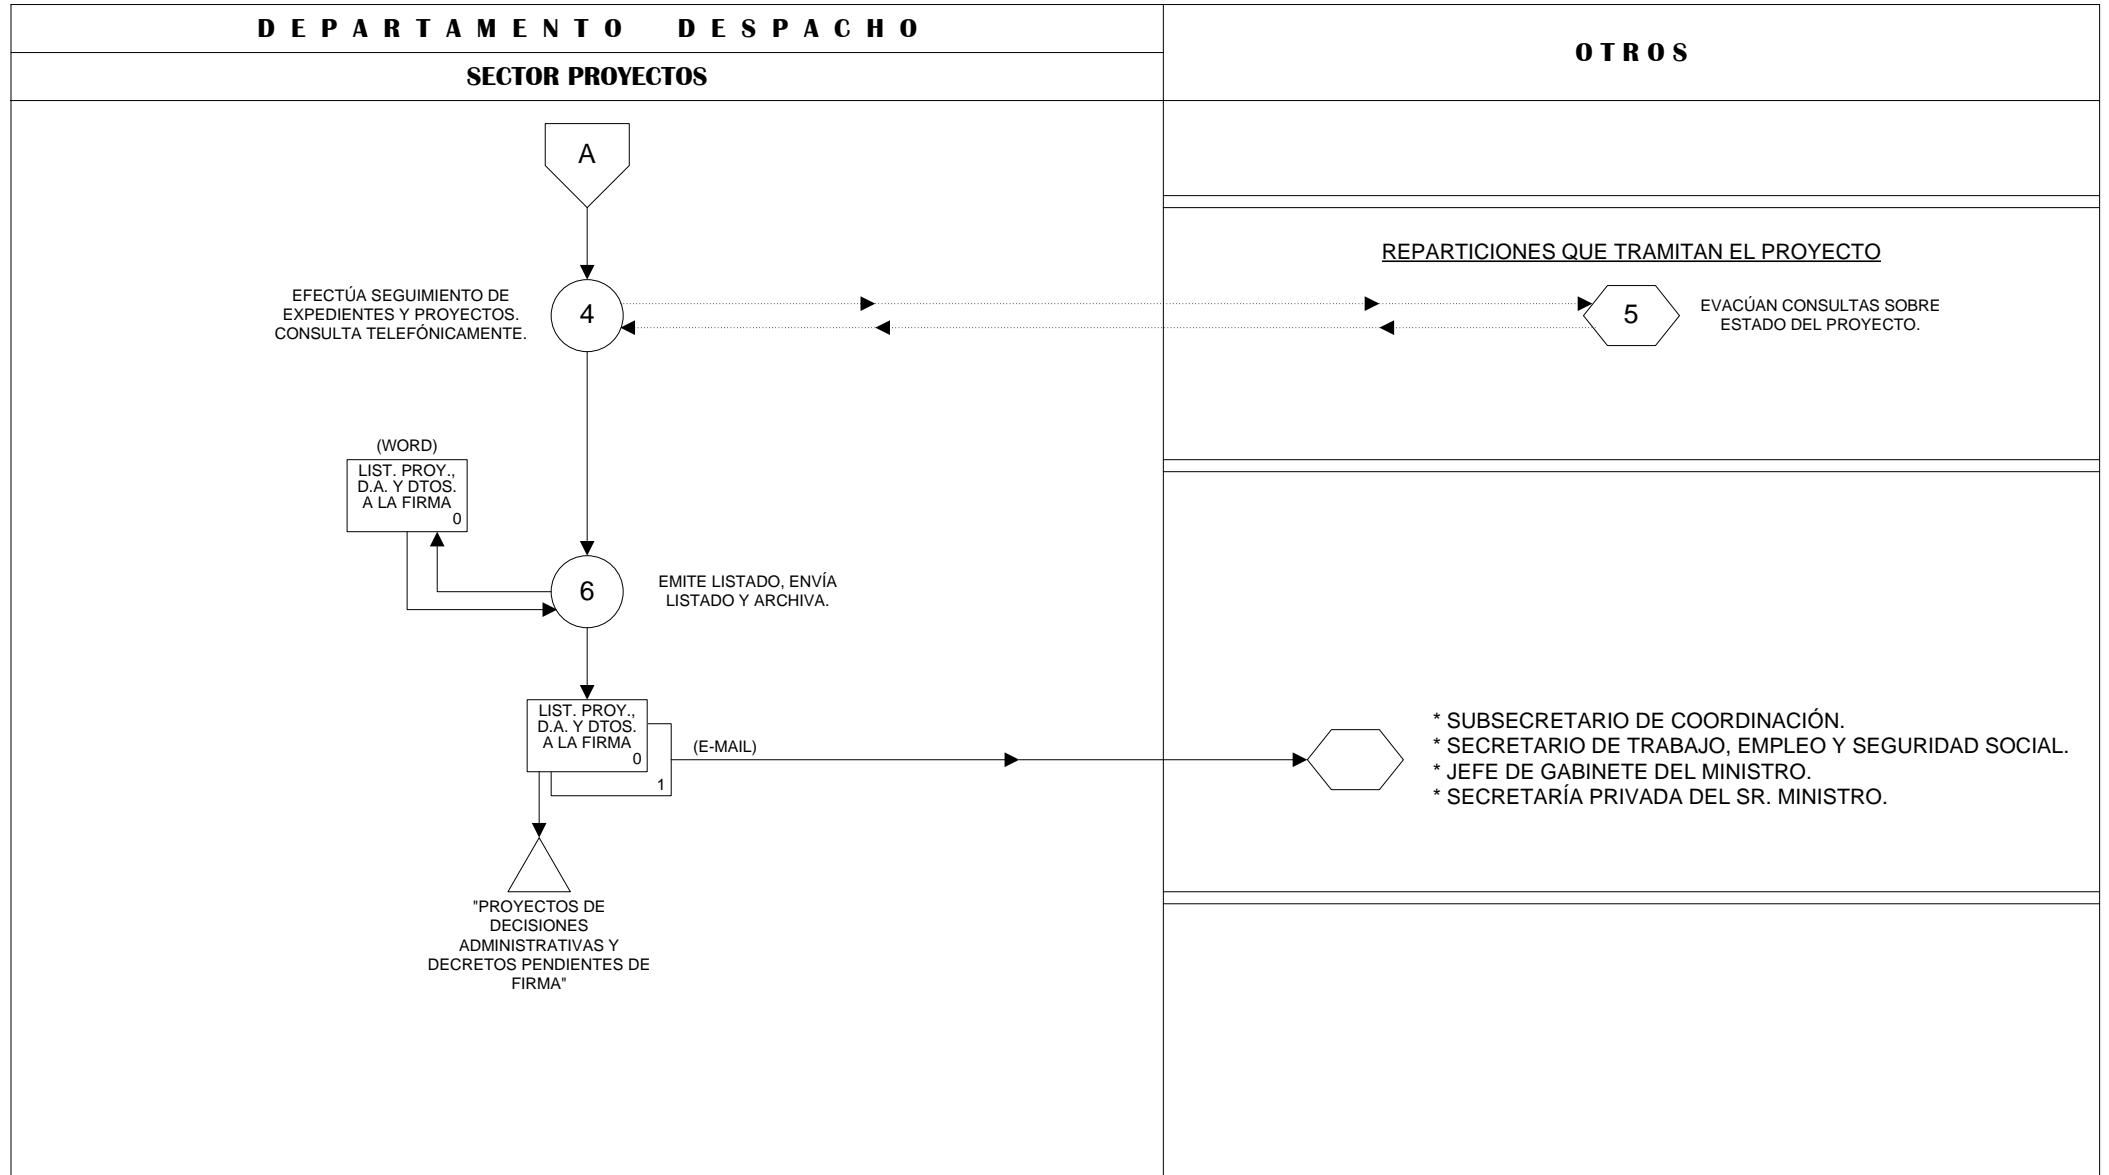 DEPARTAMENTO DESPACHO
OTROS
SECTOR PROYECTOS
A
REPARTICIONES QUE TRAMITAN EL PROYECTO
EFECTÚA SEGUIMIENTO DE
EXPEDIENTES Y PROYECTOS.
CONSULTA TELEFÓNICAMENTE.
4
5
EVACÚAN CONSULTAS SOBRE
ESTADO DEL PROYECTO.
(WORD)
LIST. PROY.,
D.A. Y DTOS.
A LA FIRMA
0
6
EMITE LISTADO, ENVÍA
LISTADO Y ARCHIVA.
LIST. PROY.,
D.A. Y DTOS.
A LA FIRMA
0
1
(E-MAIL)
* SUBSECRETARIO DE COORDINACIÓN.
* SECRETARIO DE TRABAJO, EMPLEO Y SEGURIDAD SOCIAL.
* JEFE DE GABINETE DEL MINISTRO.
* SECRETARÍA PRIVADA DEL SR. MINISTRO.
"PROYECTOS DE
DECISIONES
ADMINISTRATIVAS Y
DECRETOS PENDIENTES DE
FIRMA"